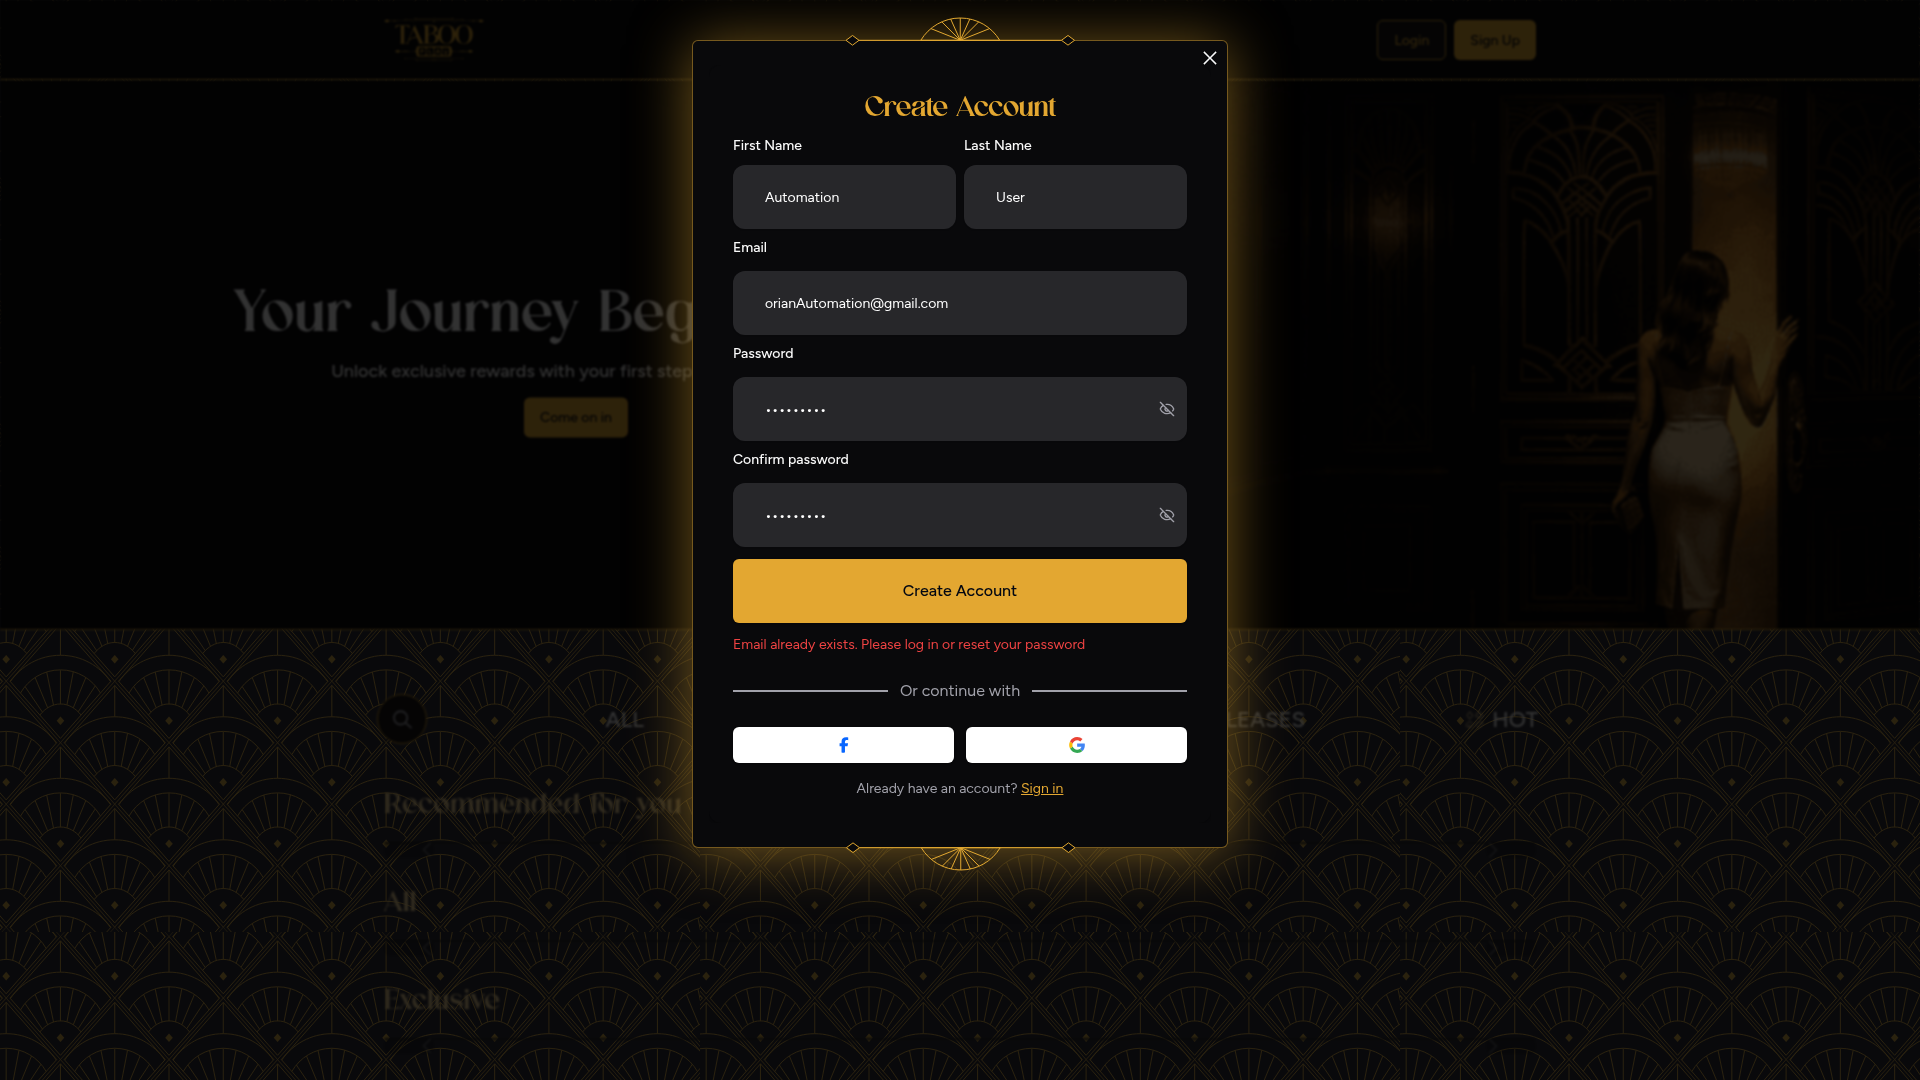 TABOO
Login
Sign Up
Create Account
First Name
Last Name
Automation
User
Email
orianAutomation@gmail.com
Password
•••••••••
Confirm password
•••••••••
Create Account
Email already exists. Please log in or reset your password
Or continue with
Already have an account? Sign in
Your Journey Beg
Unlock exclusive rewards with your first step
Come on in
ALL
LEASES
HOT
Recommended for you
All
Exclusive